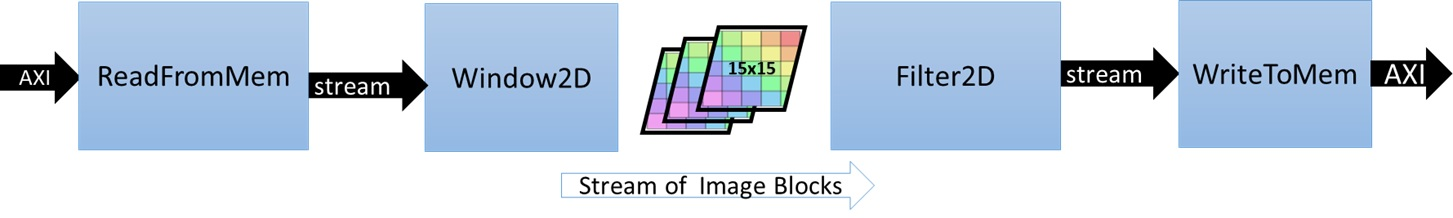 AXI
ReadFromMem
stream
Window2D
15x15
Filter2D
stream
WriteToMem
AXI
Stream of Image Blocks